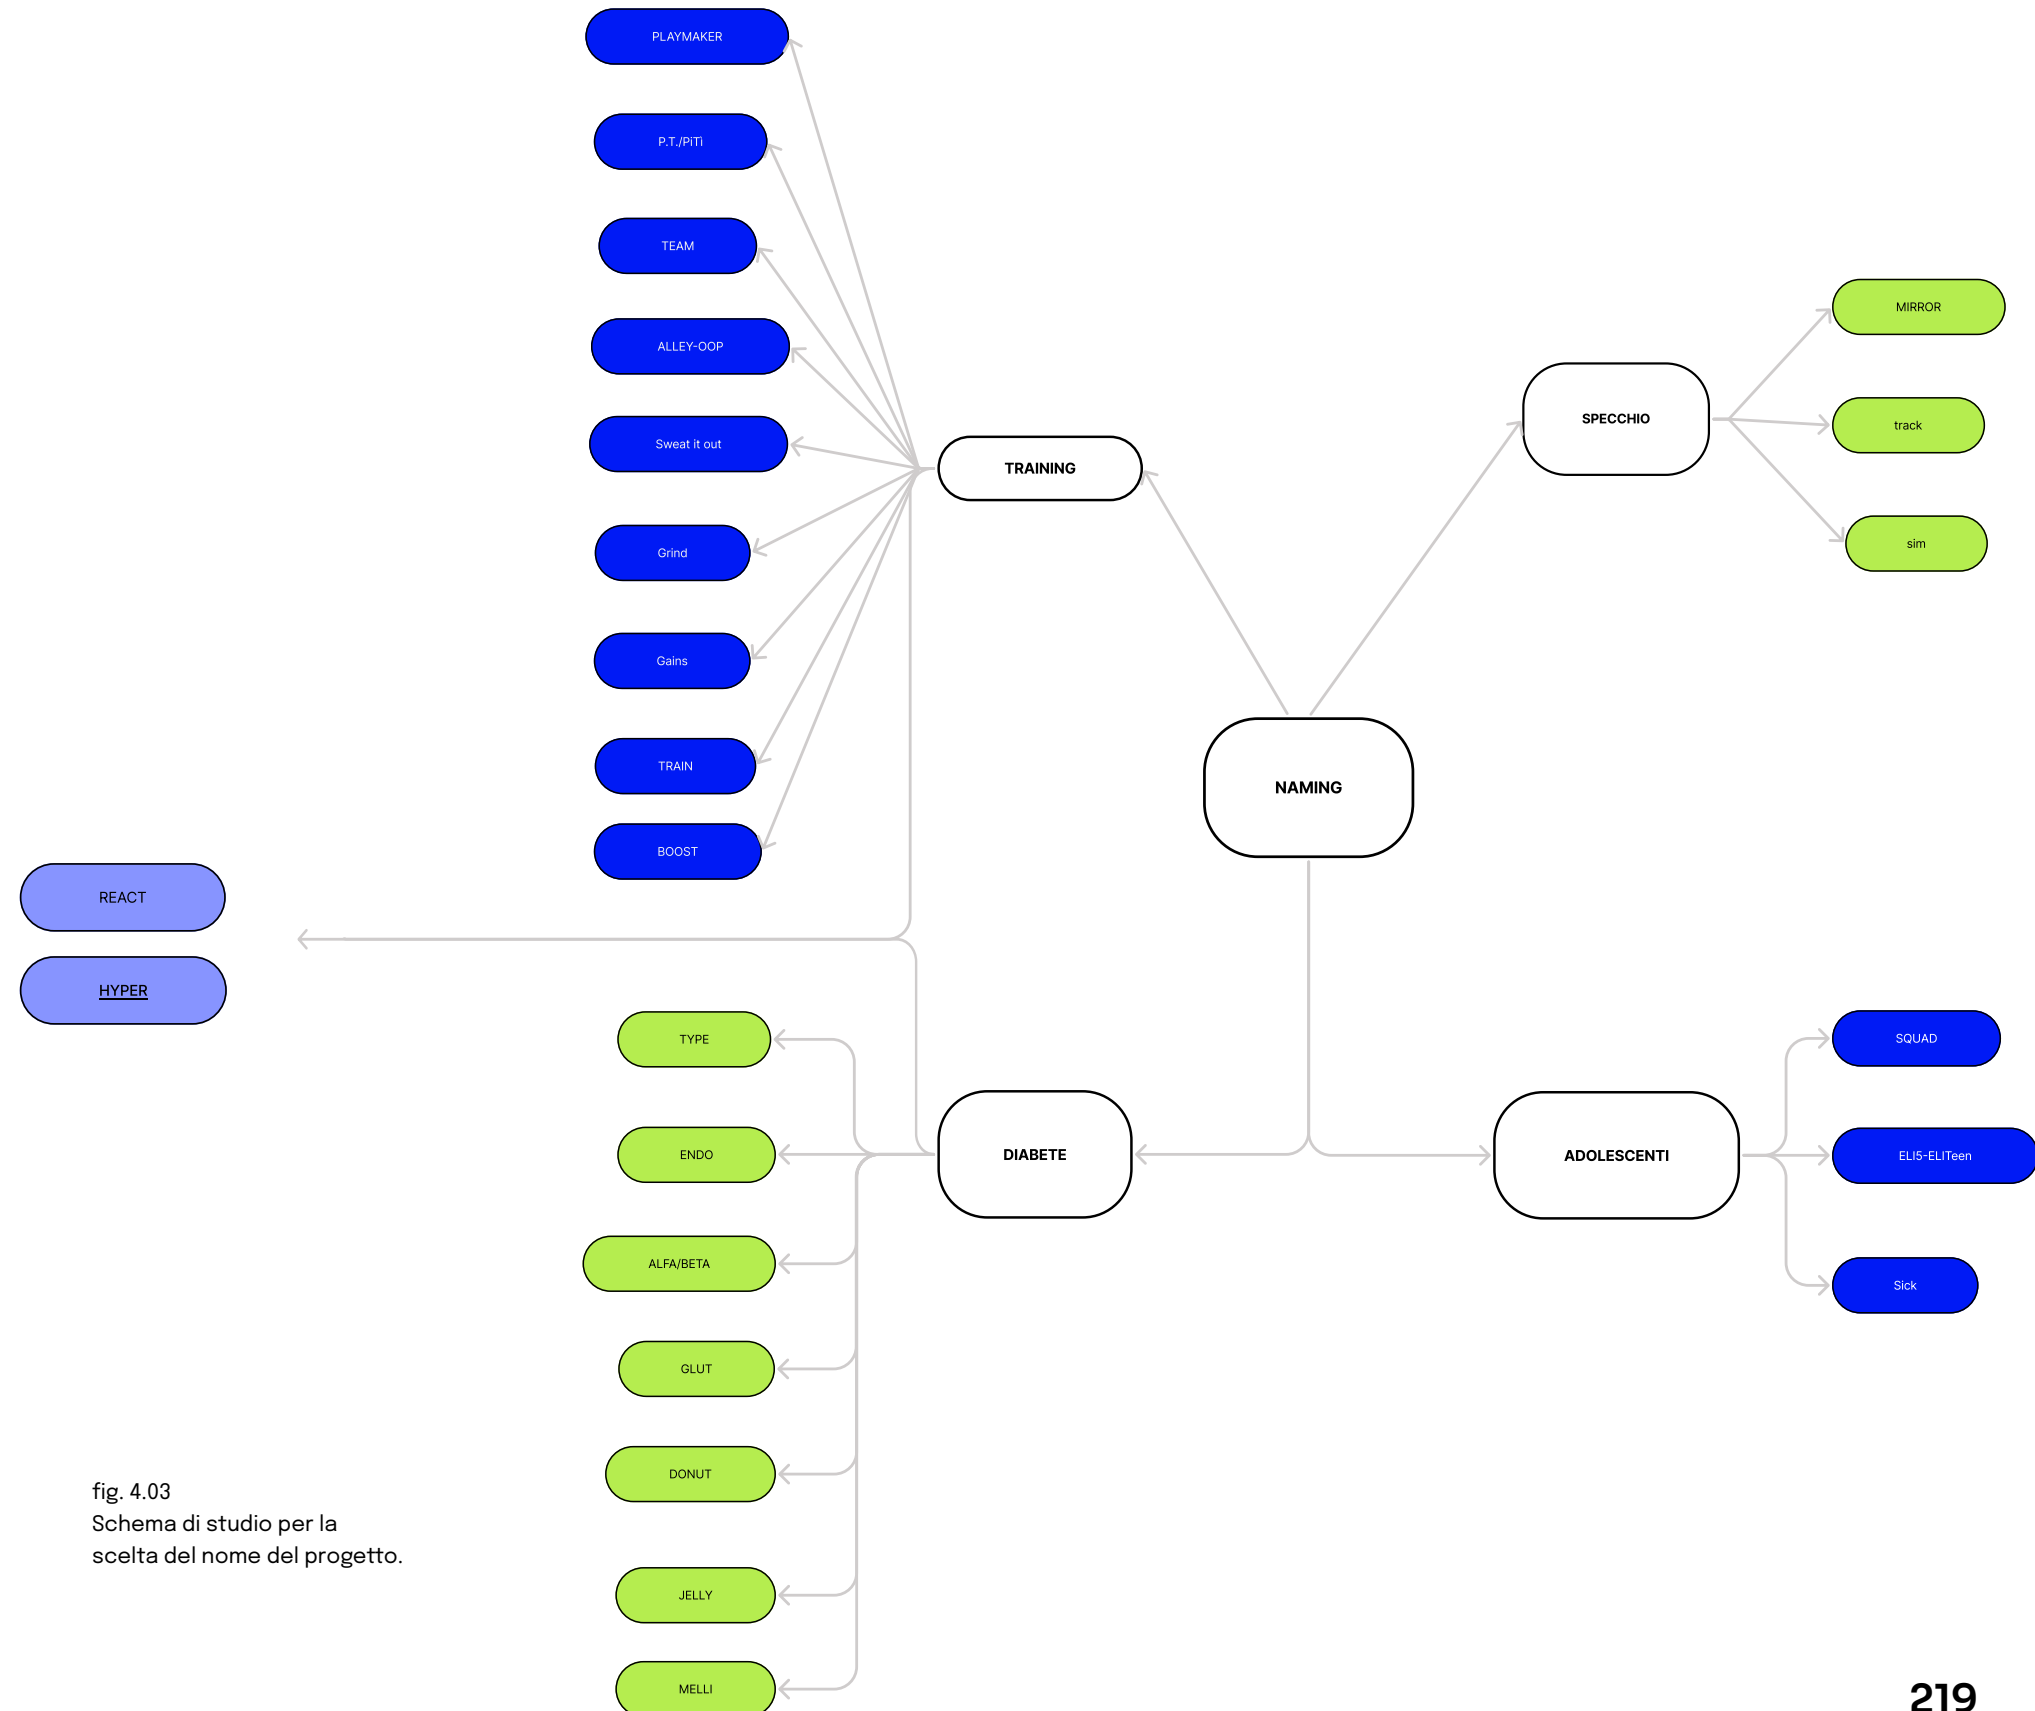 PLAYMAKER
P.T./PiTì
TEAM
ALLEY-OOP
Sweat it out
Grind
Gains
TRAIN
BOOST
TRAINING
SPECCHIO
MIRROR
track
sim
NAMING
REACT
HYPER
TYPE
ENDO
ALFA/BETA
GLUT
DONUT
JELLY
MELLI
DIABETE
ADOLESCENTI
SQUAD
ELI5-ELITeen
Sick
fig. 4.03
Schema di studio per la
scelta del nome del progetto.
219